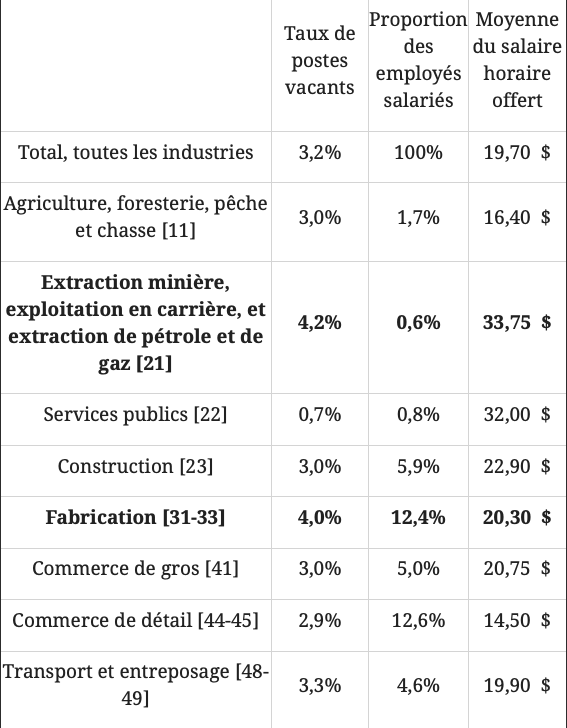 Taux de
postes
vacants
Proportion
des
employés
salariés
Moyenne
du salaire
horaire
offert
Total, toutes les industries 3,2% 100% 19,70 $
Agriculture, foresterie, pêche
et chasse [11] 3,0% 1,7% 16,40 $
Extraction minière,
exploitation en carrière, et
extraction de pétrole et de
gaz [21] 4,2% 0,6% 33,75 $
Services publics [22] 0,7% 0,8% 32,00 $
Construction [23] 3,0% 5,9% 22,90 $
Fabrication [31-33] 4,0% 12,4% 20,30 $
Commerce de gros [41] 3,0% 5,0% 20,75 $
Commerce de détail [44-45] 2,9% 12,6% 14,50 $
Transport et entreposage [48-
49] 3,3% 4,6% 19,90 $